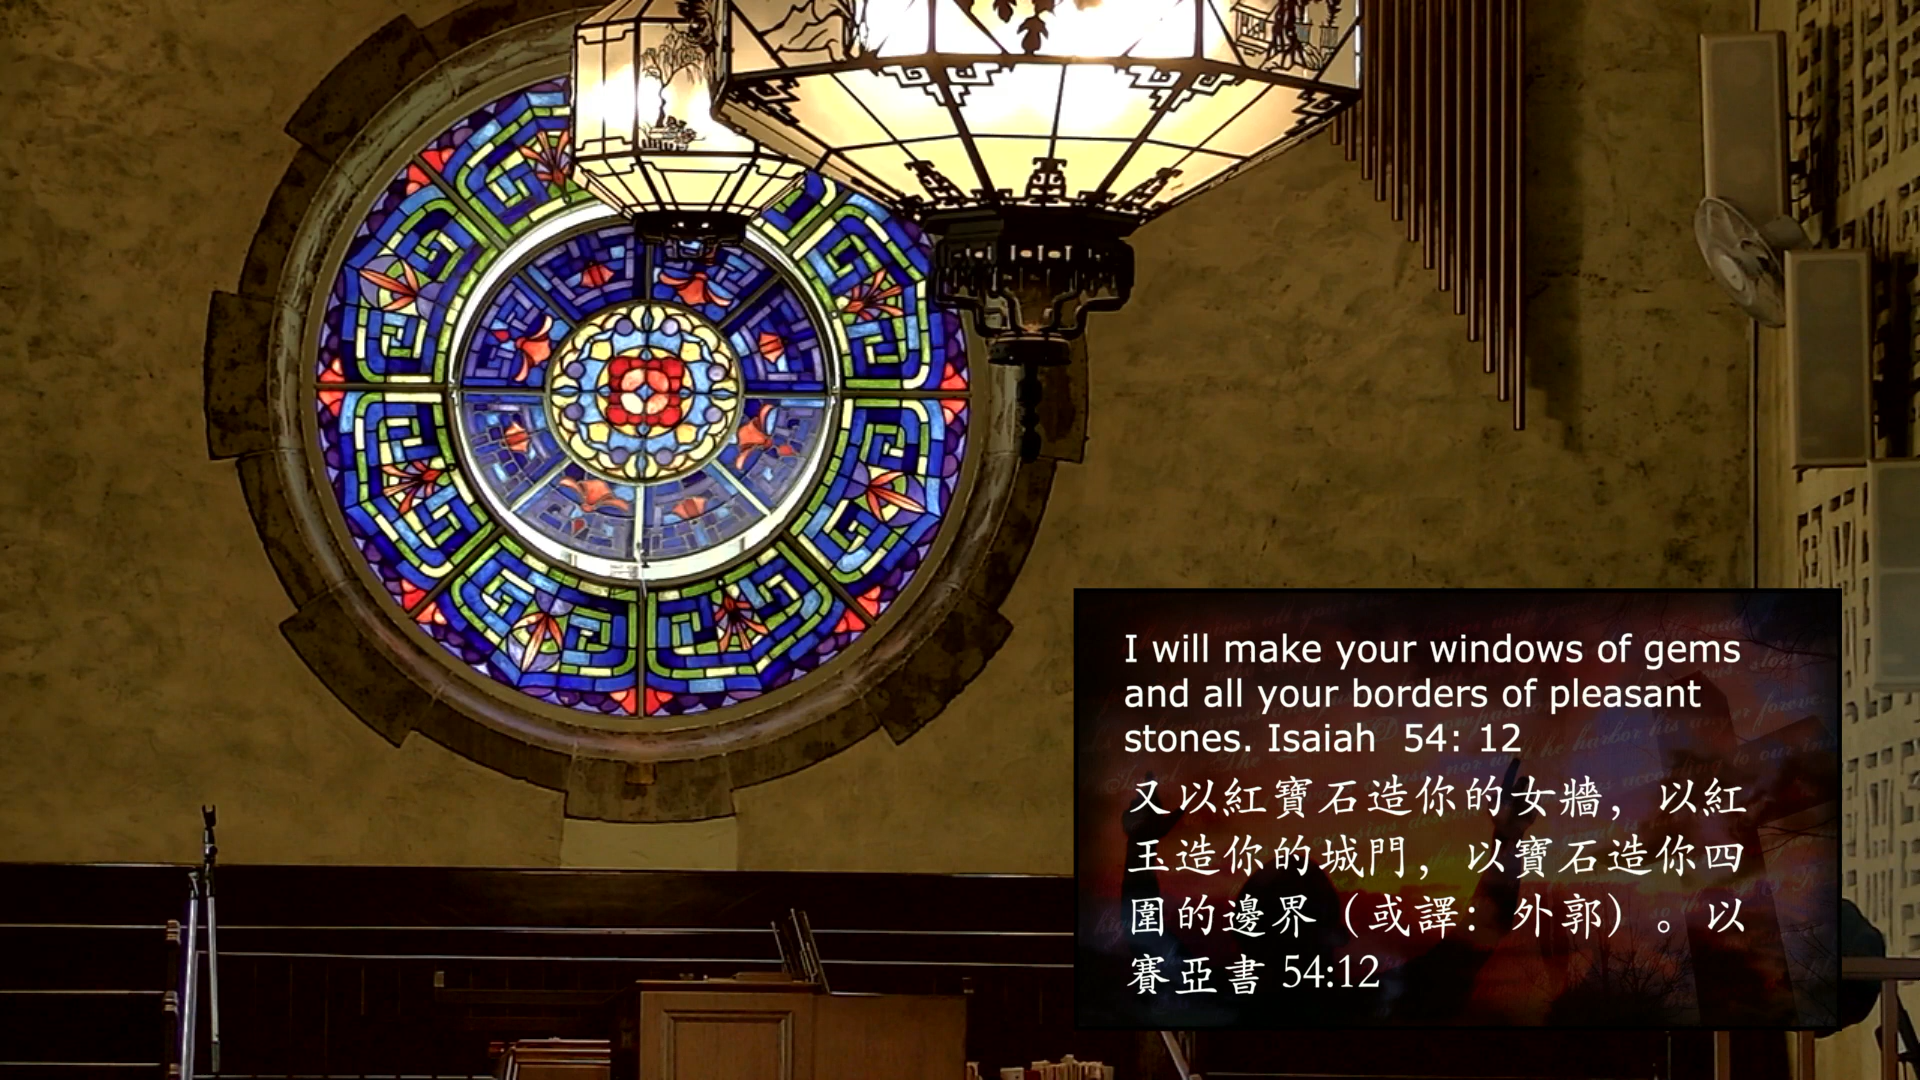 I will make your windows of gems
and all your borders of pleasant
stones. Isaiah  54: 12
又以紅寶石造你的女牆，以紅
玉造你的城門，以寶石造你四
圍的邊界（或譯：外郭）。以
賽亞書 54:12